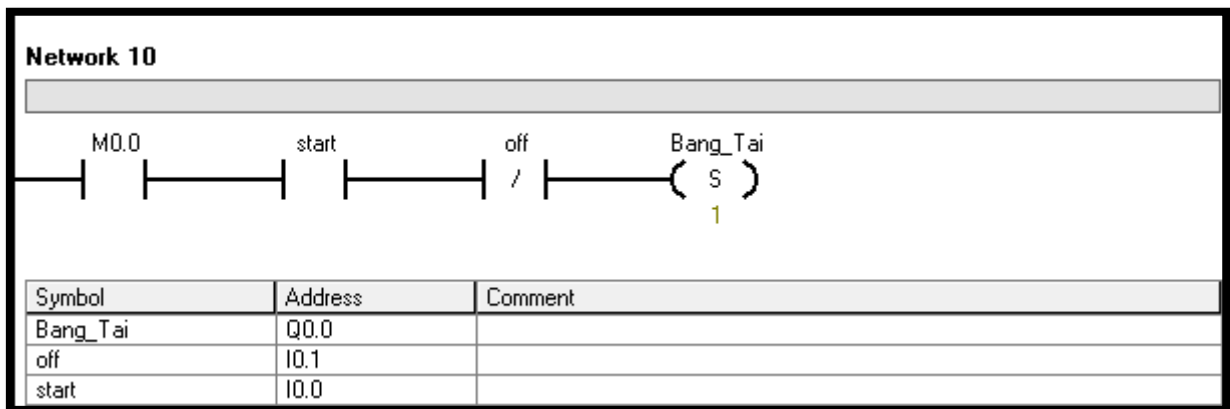 Network 10
M0.0 start off Bang_Tai
/ S
1
Symbol Address Comment
Bang_Tai Q0.0
off I0.1
start I0.0